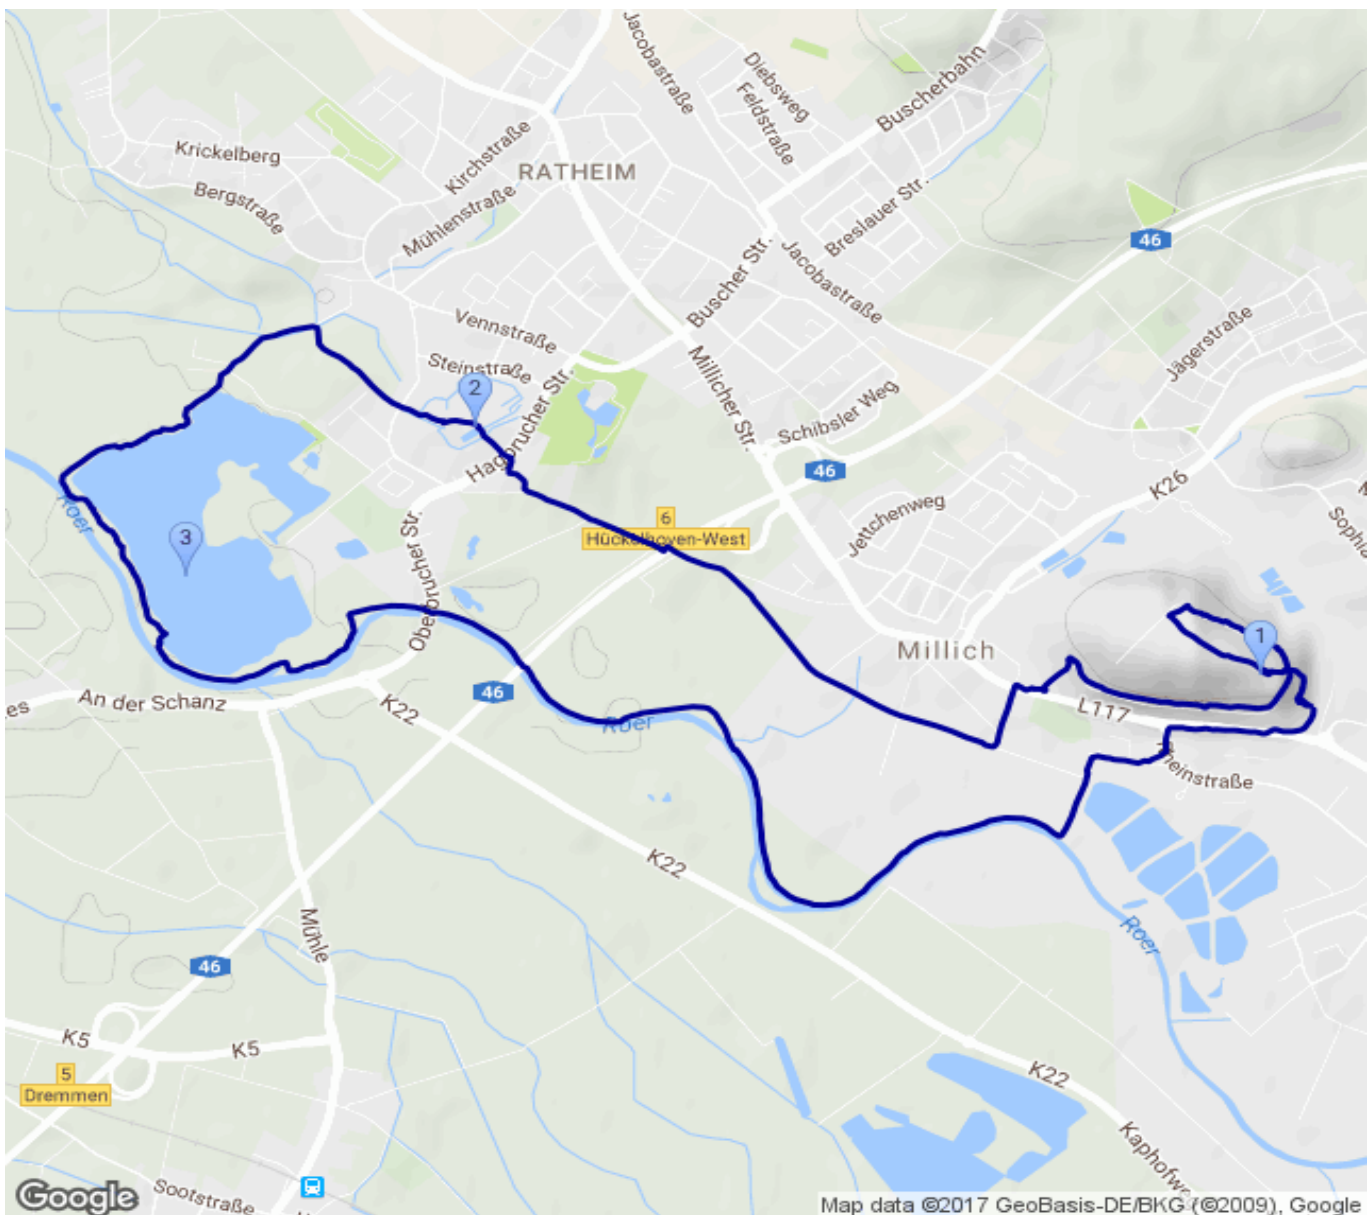 Jacobastraße
Diebsweg
Feldstraße
Buscherbahn
Krickelberg
Kirchstraße
RATHEIM
Bergstraße
Mühlenstraße
Breslauer Str.
46
Buscher Str.
Jacobastraße
Vennstraße
Jägerstraße
Steinstraße
2
Millicher Str.
Hagbrucher Str.
Schibsler Weg
46
K26
Roer
6
Hückelhoven-West
Jettchenweg
3
Oberbrucher Str.
Millich
1
46
An der Schanz
K22
Roer
L117
Rheinstraße
K22
Mühle
Roer
46
K5
K5
K22
5
Dremmen
Google
Sootstraße
Map data ©2017 GeoBasis-DE/BKG (©2009), Google